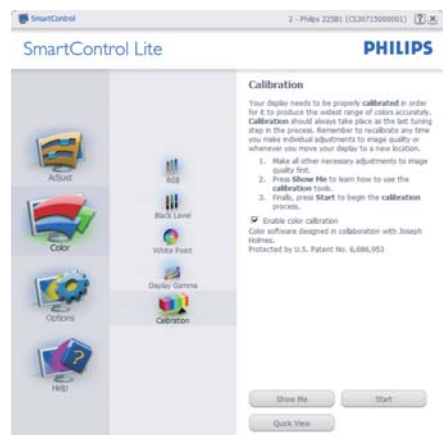 SmartControl
2 - Philips 225B1 (CS30715000001)
SmartControl Lite
PHILIPS
Adjust
Color
Options
Help
RGB
Black Level
White Point
Display Gamma
Calibration
Calibration
Your display needs to be properly calibrated in order
for it to produce the widest range of colors accurately.
Calibration should always take place as the last tuning
step in the process. Remember to recalibrate any time
you make individual adjustments to image quality or
whenever you move your display to a new location.
1. Make all other necessary adjustments to image
quality first.
2. Press Show Me to learn how to use the
calibration tools.
3. Finally, press Start to begin the calibration
process.
Enable color calibration
Color software designed in collaboration with Joseph
Holmes.
Protected by U.S. Patent No. 6,686,953
Show Me
Start
Quick View